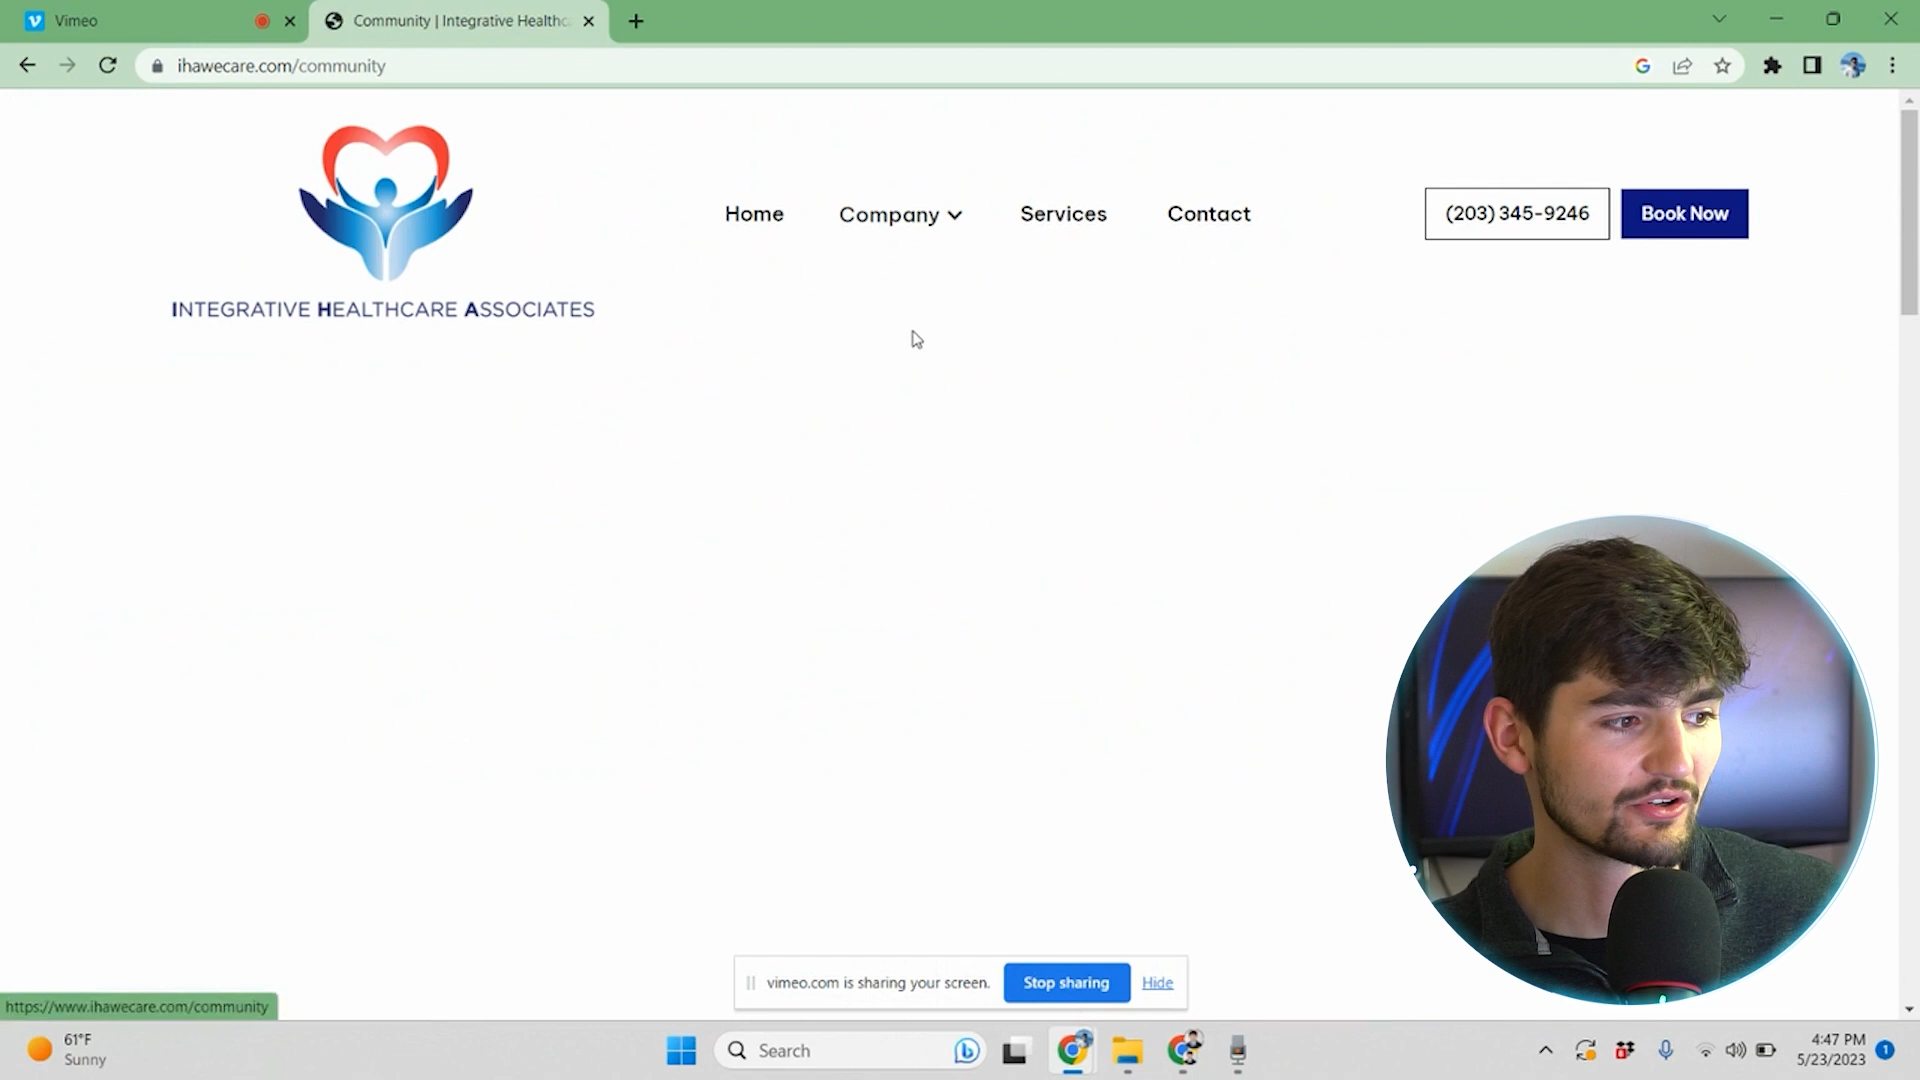 Vimeo
Community | Integrative Healthc
ihawecare.com/community
Home
Company
Services
Contact
(203) 345-9246
Book Now
INTEGRATIVE HEALTHCARE ASSOCIATES
vimeo.com is sharing your screen.
Stop sharing
Hide
https://www.ihawecare.com/community
61°F
Sunny
Search
4:47 PM
5/23/2023
1